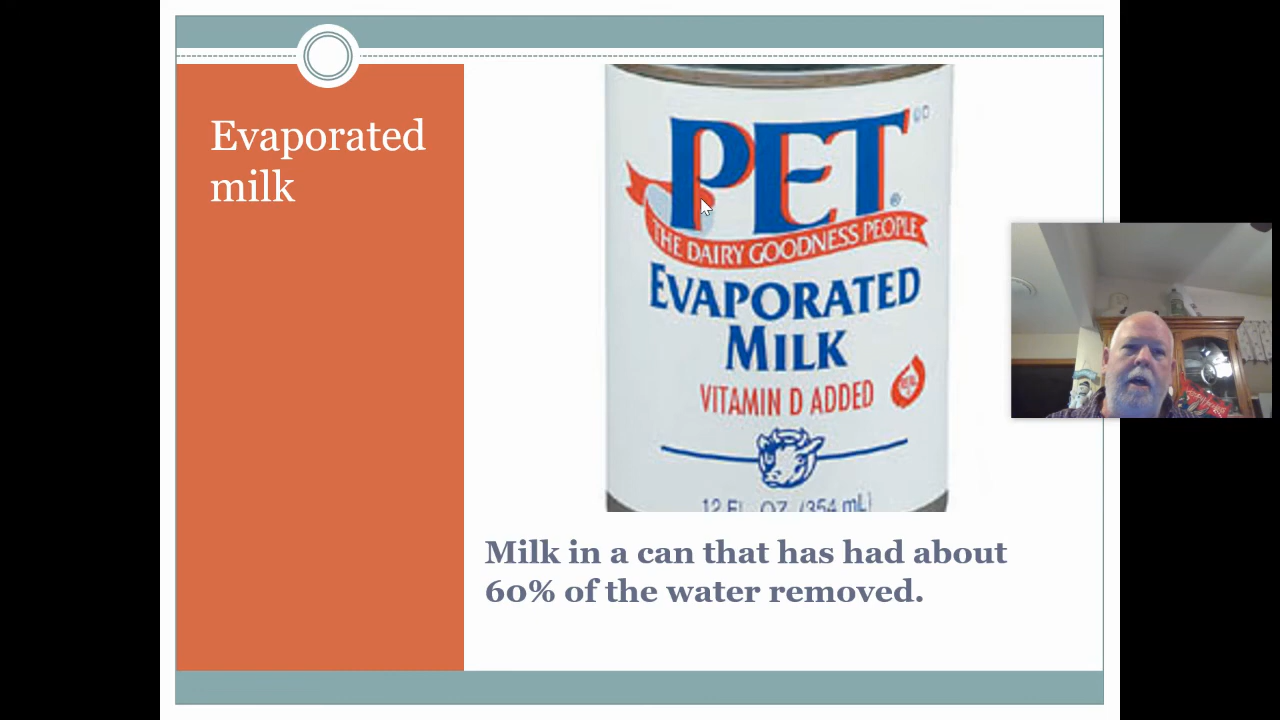 Evaporated
milk
PET
THE DAIRY GOODNESS PEOPLE
EVAPORATED
MILK
VITAMIN D ADDED
REAL
12 FL. OZ. (354 mL)
Milk in a can that has had about
60% of the water removed.